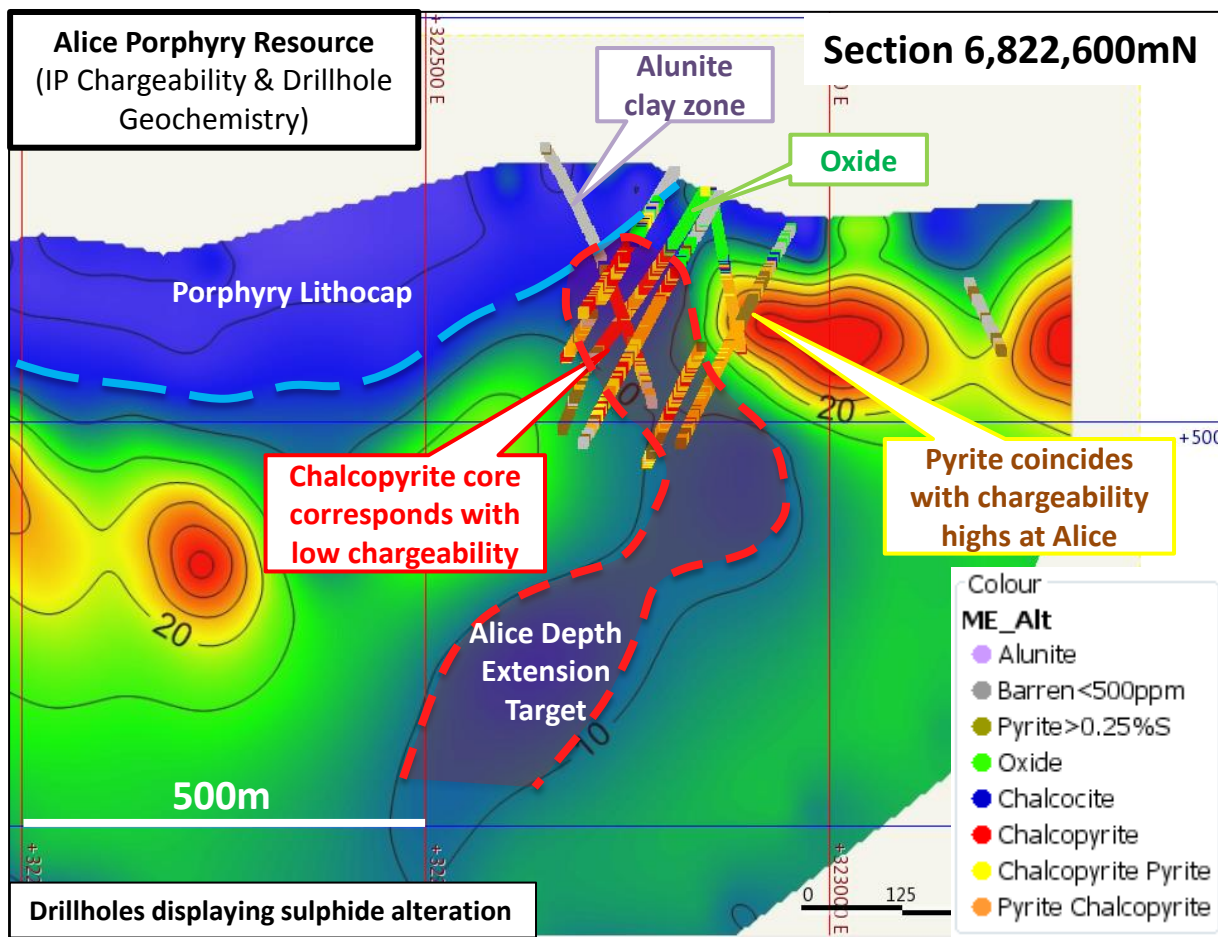 Alice Porphyry Resource
(IP Chargeability & Drillhole
Geochemistry)
+322500 E
Section 6,822,600mN
Alunite
clay zone
Oxide
Porphyry Lithocap
20
+500
Chalcopyrite core
corresponds with
low chargeability
Pyrite coincides
with chargeability
highs at Alice
20
Alice Depth
Extension
Target
10
500m
+323000 E
0 125
Drillholes displaying sulphide alteration
Colour
ME_Alt
Alunite
Barren<500ppm
Pyrite>0.25%S
Oxide
Chalcocite
Chalcopyrite
Chalcopyrite Pyrite
Pyrite Chalcopyrite